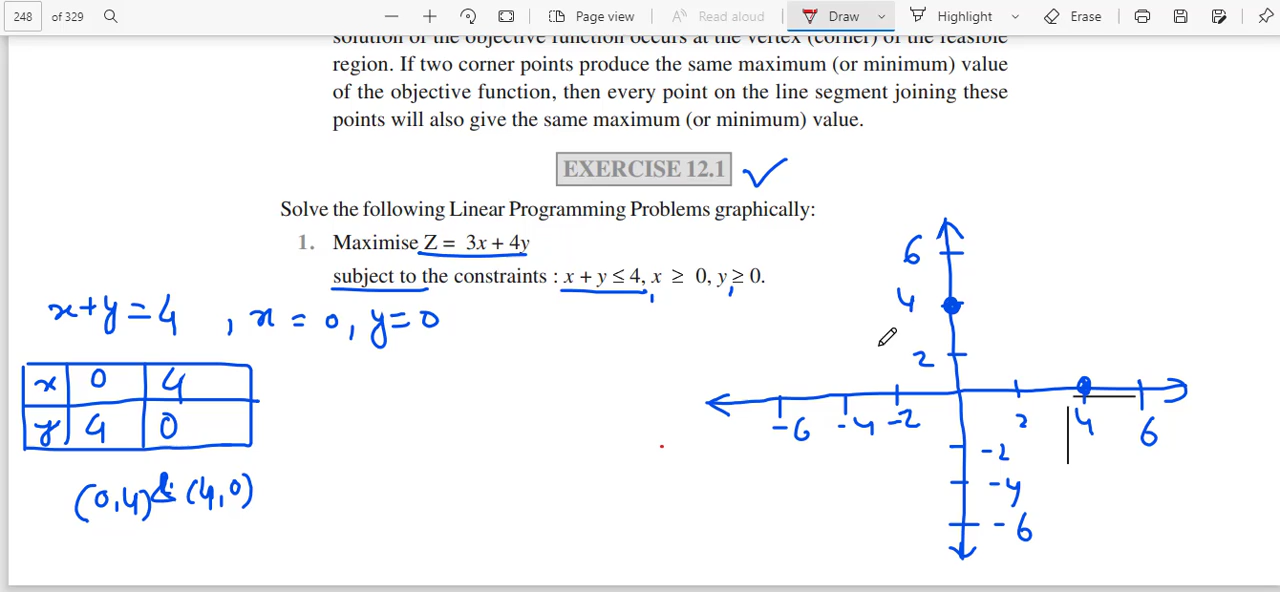 248 of 329 Page view Read aloud Draw Highlight Erase
solution of the objective function occurs at the vertex (corner) of the feasible
region. If two corner points produce the same maximum (or minimum) value
of the objective function, then every point on the line segment joining these
points will also give the same maximum (or minimum) value.
EXERCISE 12.1
Solve the following Linear Programming Problems graphically:
1. Maximise Z = 3x + 4y
subject to the constraints : x + y ≤ 4, x ≥ 0, y ≥ 0.
x+y=4 , x = 0, y=0
x 0 4
y 4 0
(0,4) & (4,0)
6
4
2
-6 -4 -2 2 4 6
-2
-4
-6